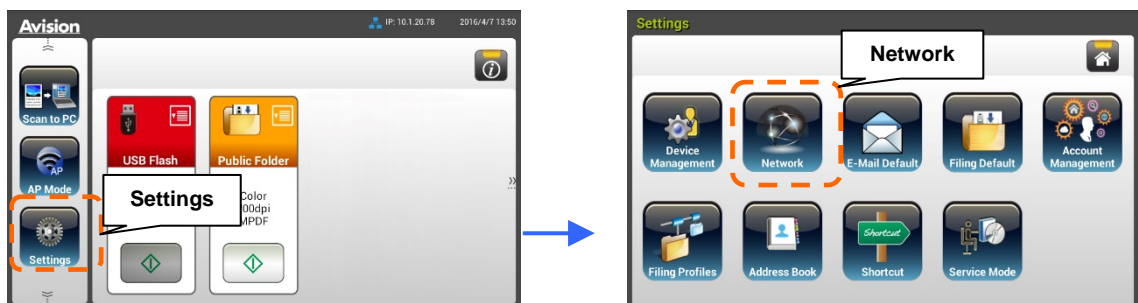 Avision
IP: 10.1.20.78
2016/4/7 13:50
Scan to PC
AP
AP Mode
Settings
USB Flash
Public Folder
Settings
Color
00dpi
MPDF
Settings
Network
Device
Management
Network
E-Mail Default
Filing Default
Account
Management
Filing Profiles
Address Book
Shortcut
Shortcut
Service Mode